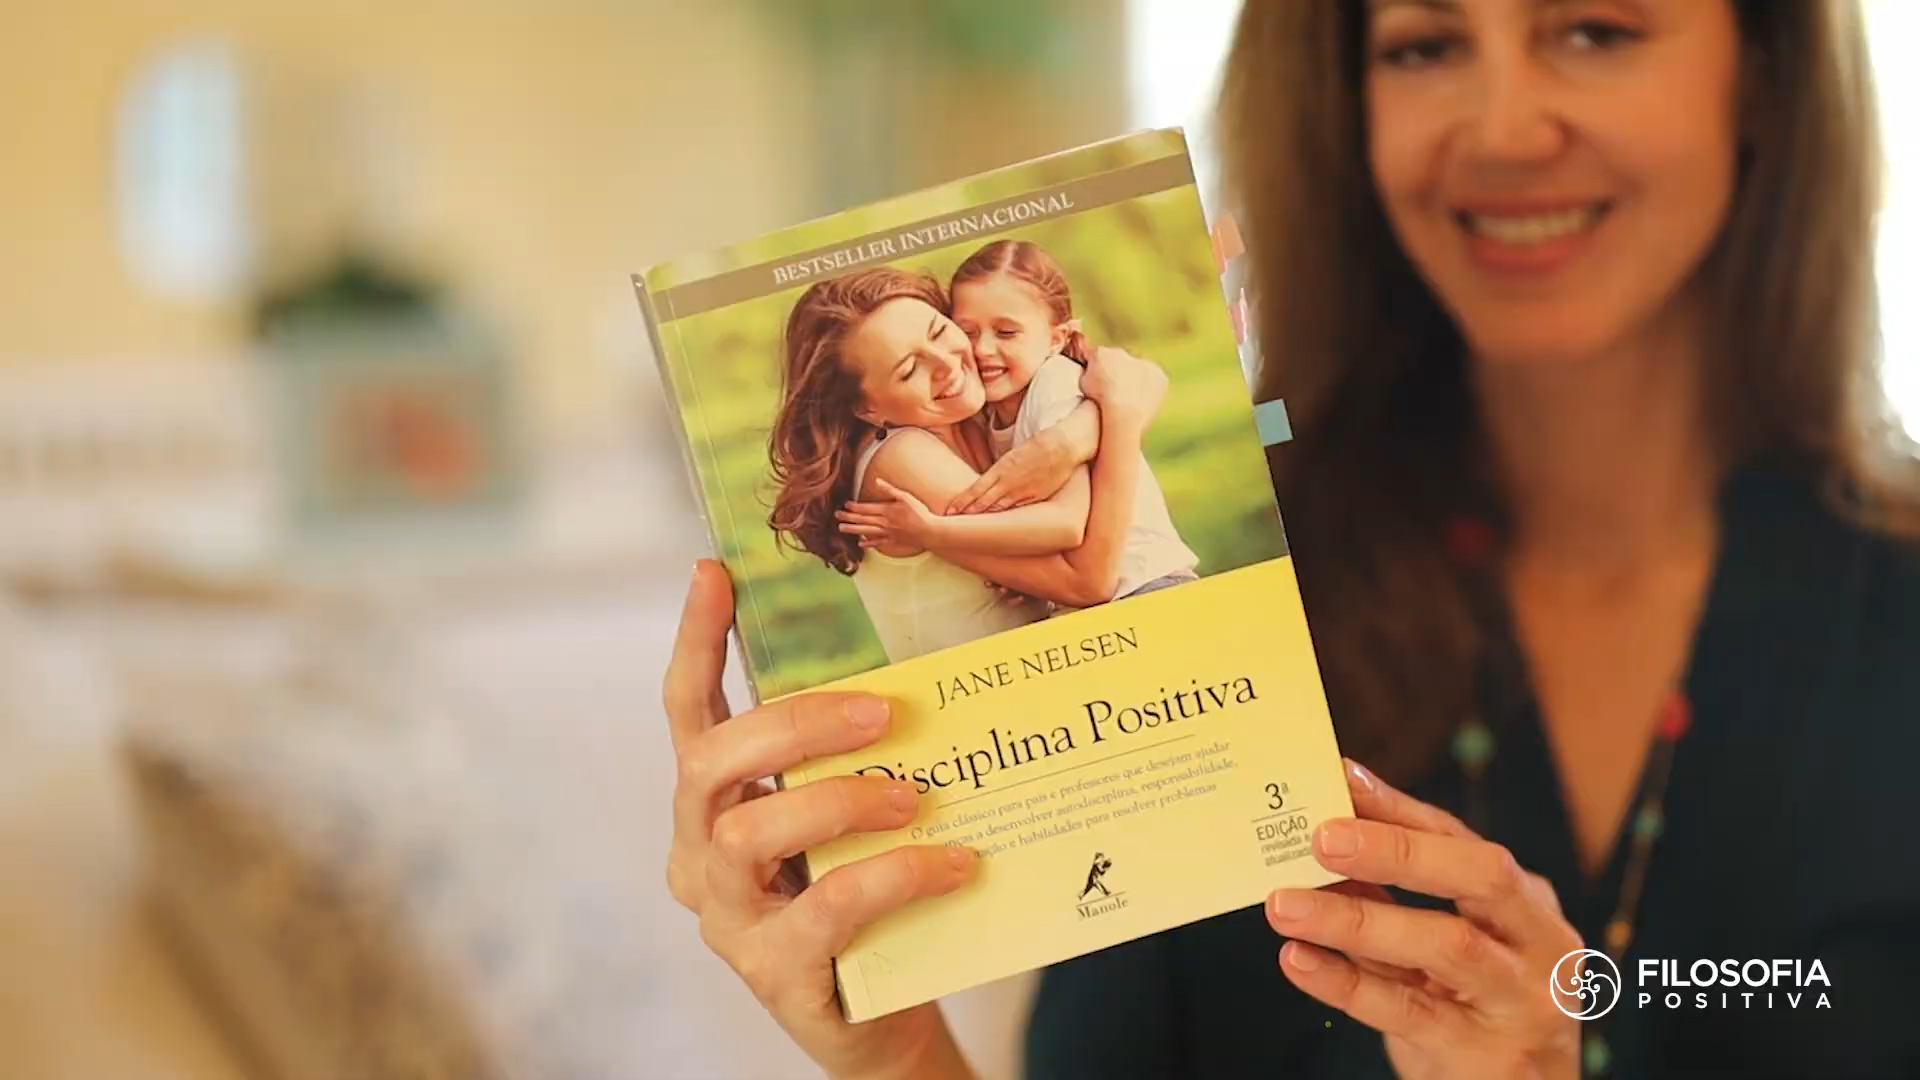 BESTSELLER INTERNACIONAL
JANE NELSEN
Disciplina Positiva
O guia clássico para pais e professores que desejam ajudar
a desenvolver autodisciplina, responsabilidade,
e habilidades para resolver problemas
3ª
EDIÇÃO
revisada e
Manole
FILOSOFIA
POSITIVA